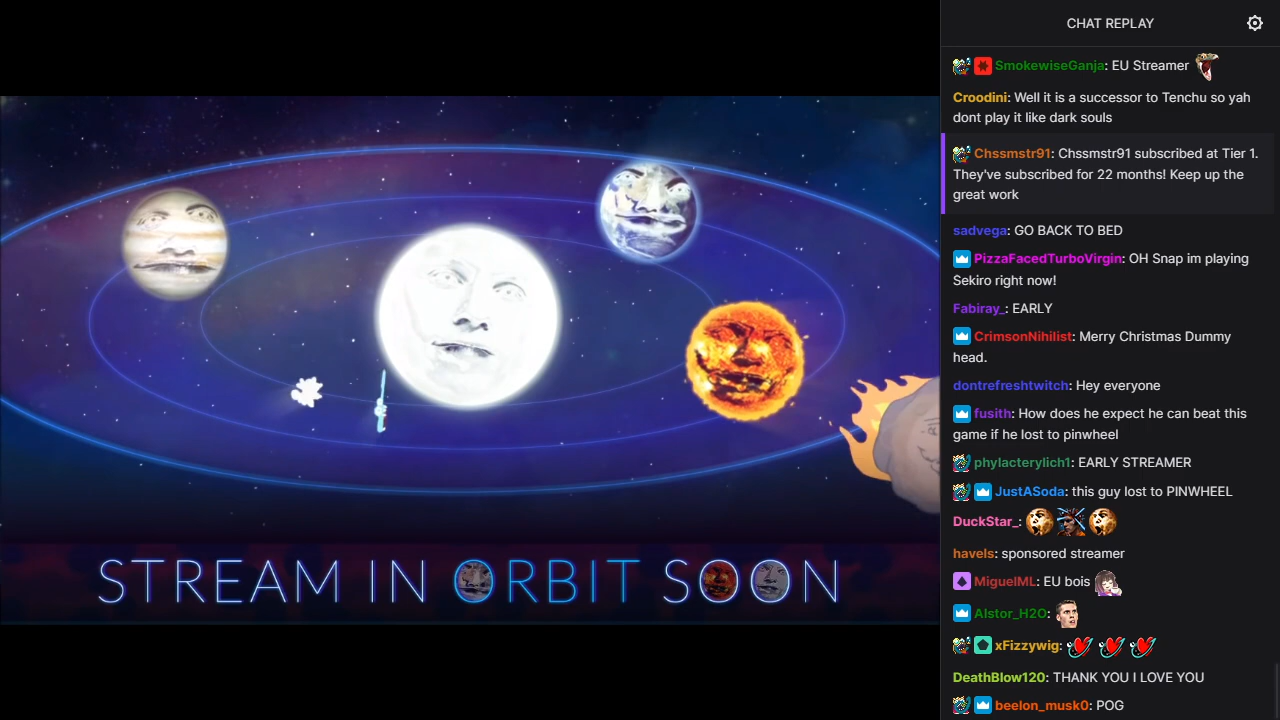 CHAT REPLAY
SmokewiseGanja: EU Streamer
Croodini: Well it is a successor to Tenchu so yah
dont play it like dark souls
Chssmstr91: Chssmstr91 subscribed at Tier 1.
They've subscribed for 22 months! Keep up the
great work
sadvega: GO BACK TO BED
PizzaFacedTurboVirgin: OH Snap im playing
Sekiro right now!
Fabiray_: EARLY
CrimsonNihilist: Merry Christmas Dummy
head.
dontrefreshtwitch: Hey everyone
fusith: How does he expect he can beat this
game if he lost to pinwheel
phylacterylich1: EARLY STREAMER
JustASoda: this guy lost to PINWHEEL
DuckStar_:
havels: sponsored streamer
MiguelML: EU bois
Alstor_H2O:
xFizzywig:
DeathBlow120: THANK YOU I LOVE YOU
beelon_musk0: POG
STREAM IN ORBIT SOON